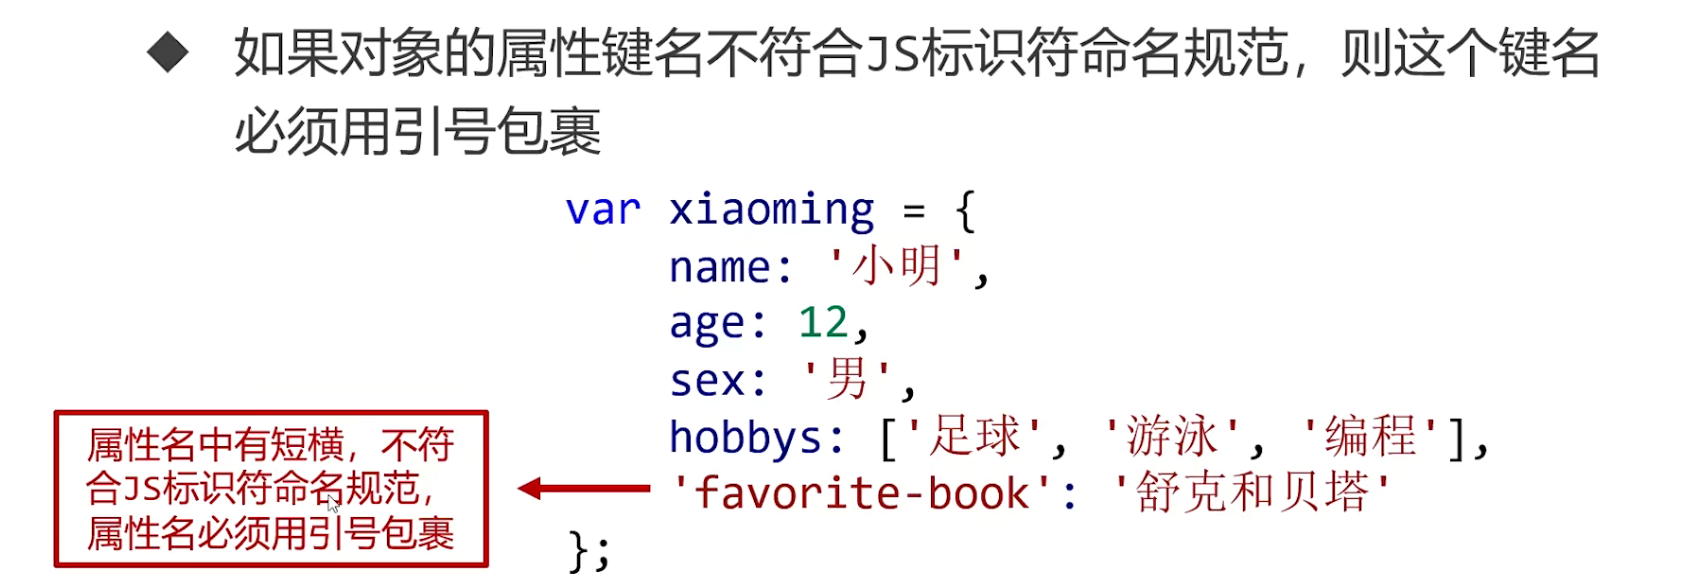 ◆ 如果对象的属性键名不符合JS标识符命名规范，则这个键名
必须用引号包裹
var xiaoming = {
name: '小明',
age: 12,
sex: '男',
hobbys: ['足球', '游泳', '编程'],
'favorite-book': '舒克和贝塔'
};
属性名中有短横，不符
合JS标识符命名规范，
属性名必须用引号包裹